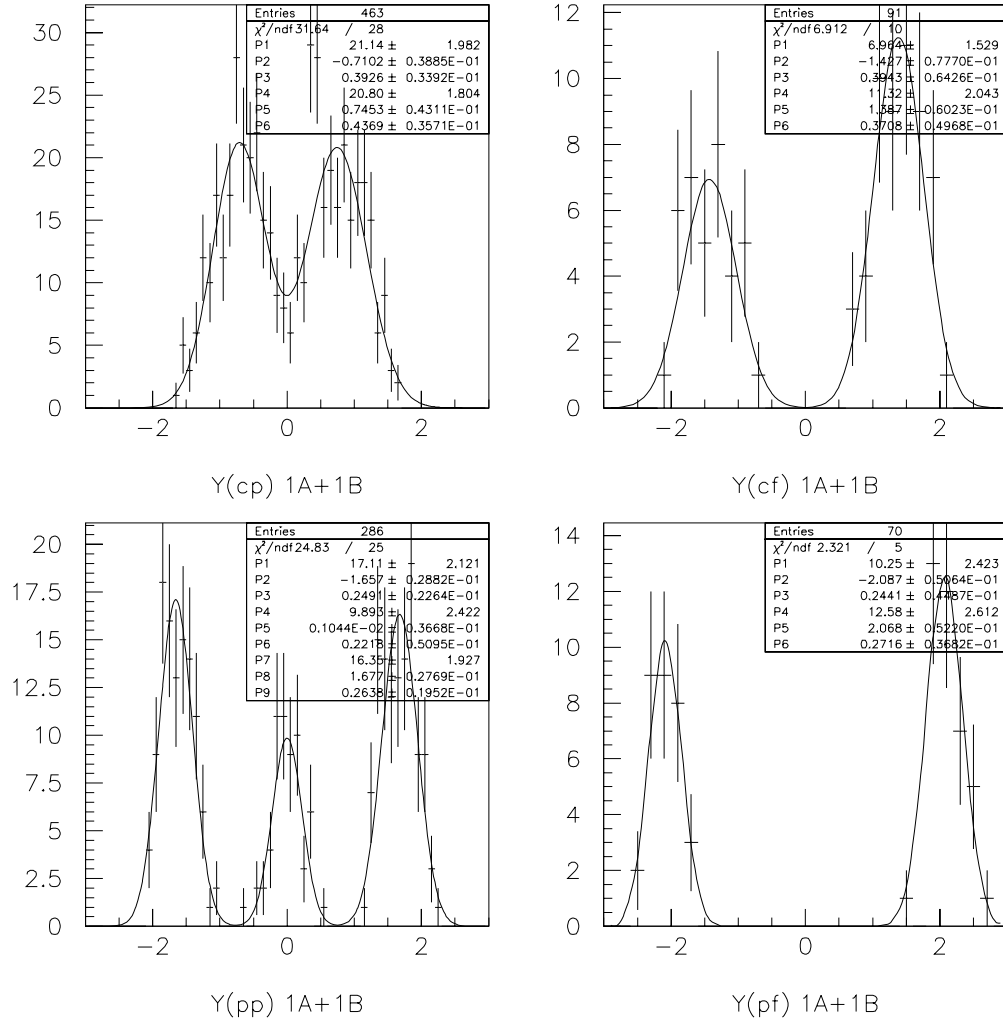 Entries 463
χ²/ndf 31.64 / 28
P1 21.14 ± 1.982
P2 -0.7102 ± 0.3885E-01
P3 0.3926 ± 0.3392E-01
P4 20.80 ± 1.804
P5 0.7453 ± 0.4311E-01
P6 0.4369 ± 0.3571E-01
30
25
20
15
10
5
0
-2 0 2
Y(cp) 1A+1B
Entries 91
χ²/ndf 6.912 / 10
P1 6.964 ± 1.529
P2 -1.427 ± 0.7770E-01
P3 0.3943 ± 0.6426E-01
P4 11.32 ± 2.043
P5 1.387 ± 0.6023E-01
P6 0.3708 ± 0.4968E-01
12
10
8
6
4
2
0
-2 0 2
Y(cf) 1A+1B
Entries 286
χ²/ndf 24.83 / 25
P1 17.11 ± 2.121
P2 -1.657 ± 0.2882E-01
P3 0.2491 ± 0.2264E-01
P4 9.893 ± 2.422
P5 0.1044E-02 ± 0.3668E-01
P6 0.2218 ± 0.5095E-01
P7 16.35 ± 1.927
P8 1.677 ± 0.2769E-01
P9 0.2638 ± 0.1952E-01
20
17.5
15
12.5
10
7.5
5
2.5
0
-2 0 2
Y(pp) 1A+1B
Entries 70
χ²/ndf 2.321 / 5
P1 10.25 ± 2.423
P2 -2.087 ± 0.5064E-01
P3 0.2441 ± 0.4487E-01
P4 12.58 ± 2.612
P5 2.068 ± 0.5220E-01
P6 0.2716 ± 0.3682E-01
14
12
10
8
6
4
2
0
-2 0 2
Y(pf) 1A+1B